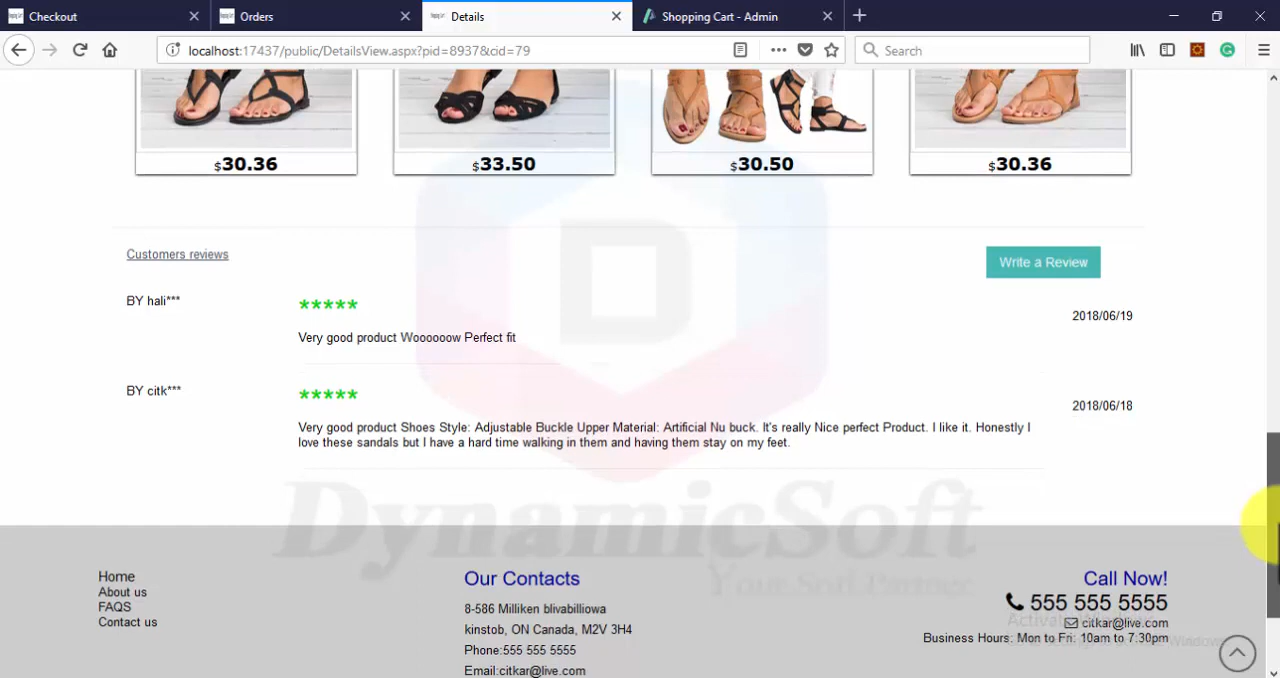 Checkout
Orders
Details
Shopping Cart - Admin
localhost:17437/public/DetailsView.aspx?pid=8937&cid=79
Search
$30.36
$33.50
$30.50
$30.36
Customers reviews
Write a Review
BY hali***
*****
2018/06/19
Very good product Woooooow Perfect fit
BY citk***
*****
2018/06/18
Very good product Shoes Style: Adjustable Buckle Upper Material: Artificial Nu buck. It's really Nice perfect Product. I like it. Honestly I
love these sandals but I have a hard time walking in them and having them stay on my feet.
DynamicSoft
Your Soft Partner
Home
About us
FAQS
Contact us
Our Contacts
8-586 Milliken blivabilliowa
kinstob, ON Canada, M2V 3H4
Phone:555 555 5555
Email:citkar@live.com
Call Now!
555 555 5555
citkar@live.com
Business Hours: Mon to Fri: 10am to 7:30pm
Activate Windows